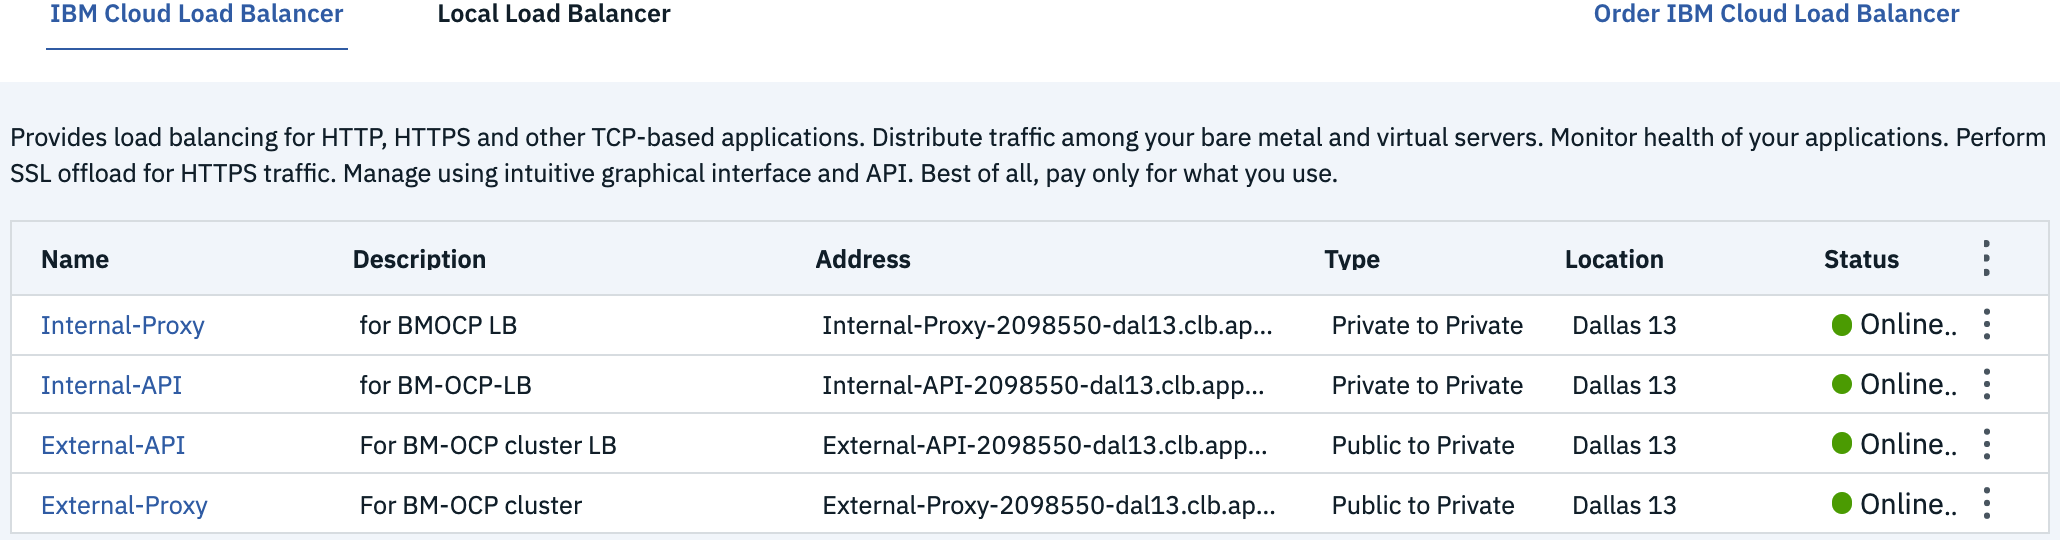 IBM Cloud Load Balancer Local Load Balancer Order IBM Cloud Load Balancer
Provides load balancing for HTTP, HTTPS and other TCP-based applications. Distribute traffic among your bare metal and virtual servers. Monitor health of your applications. Perform
SSL offload for HTTPS traffic. Manage using intuitive graphical interface and API. Best of all, pay only for what you use.
Name Description Address Type Location Status
Internal-Proxy for BMOCP LB Internal-Proxy-2098550-dal13.clb.ap... Private to Private Dallas 13 Online..
Internal-API for BM-OCP-LB Internal-API-2098550-dal13.clb.app... Private to Private Dallas 13 Online..
External-API For BM-OCP cluster LB External-API-2098550-dal13.clb.app... Public to Private Dallas 13 Online..
External-Proxy For BM-OCP cluster External-Proxy-2098550-dal13.clb.ap... Public to Private Dallas 13 Online..